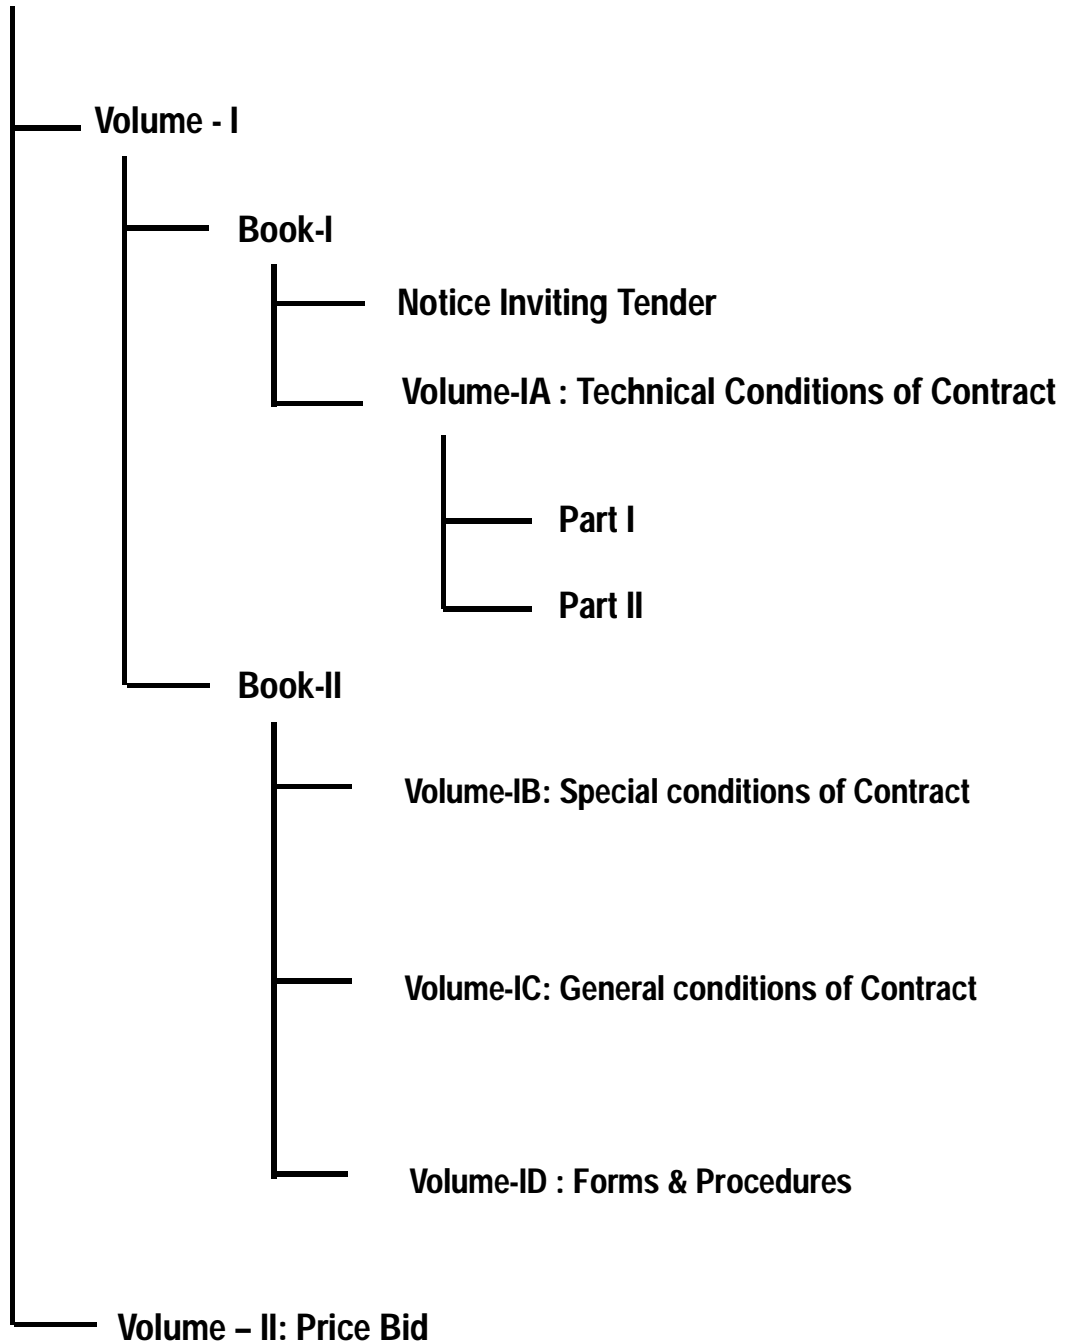 Volume - I
Book-I
Notice Inviting Tender
Volume-IA : Technical Conditions of Contract
Part I
Part II
Book-II
Volume-IB: Special conditions of Contract
Volume-IC: General conditions of Contract
Volume-ID : Forms & Procedures
Volume – II: Price Bid